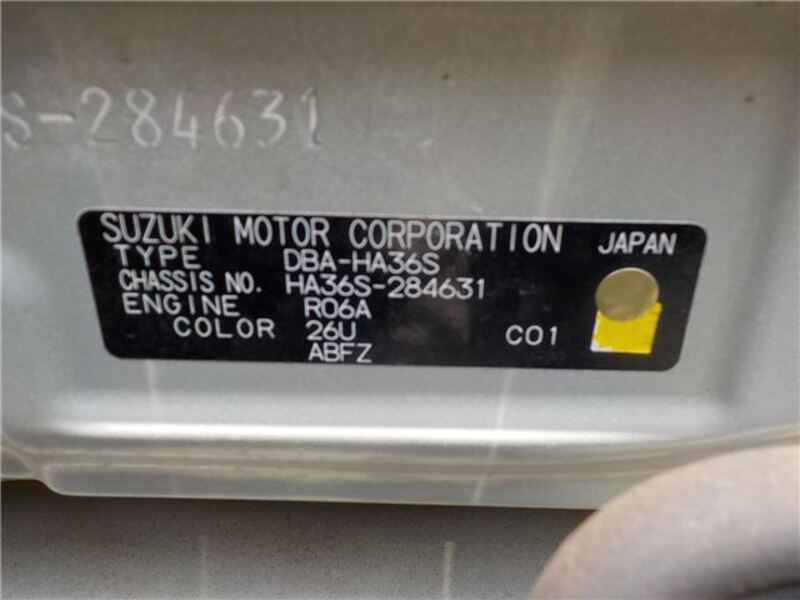 S-284631
SUZUKI MOTOR CORPORATION JAPAN
TYPE DBA-HA36S
CHASSIS NO. HA36S-284631
ENGINE R06A
COLOR 26U C01
ABFZ